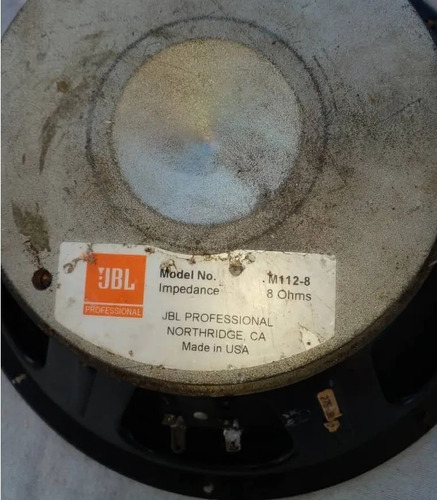 JBL
PROFESSIONAL
Model No. M112-8
Impedance 8 Ohms
JBL PROFESSIONAL
NORTHRIDGE, CA
Made in USA